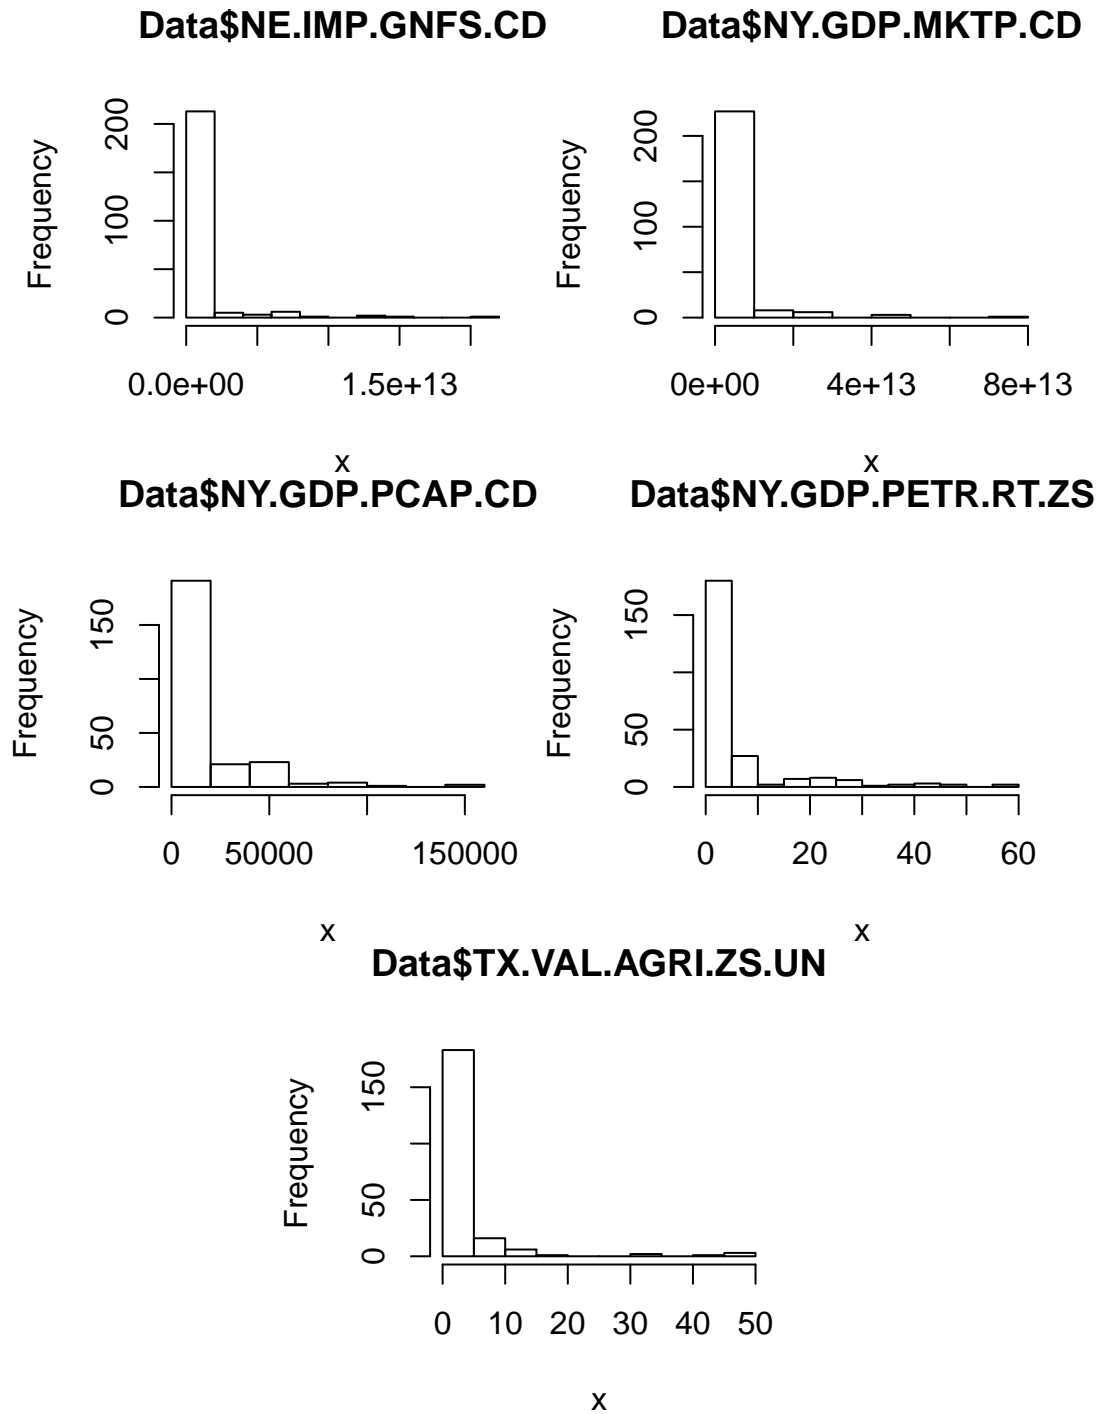 Data$NE.IMP.GNFS.CD
Frequency
0 100 200
0.0e+00 1.5e+13
x
Data$NY.GDP.MKTP.CD
Frequency
0 100 200
0e+00 4e+13 8e+13
x
Data$NY.GDP.PCAP.CD
Frequency
0 50 150
0 50000 150000
x
Data$NY.GDP.PETR.RT.ZS
Frequency
0 50 150
0 20 40 60
x
Data$TX.VAL.AGRI.ZS.UN
Frequency
0 50 150
0 10 20 30 40 50
x